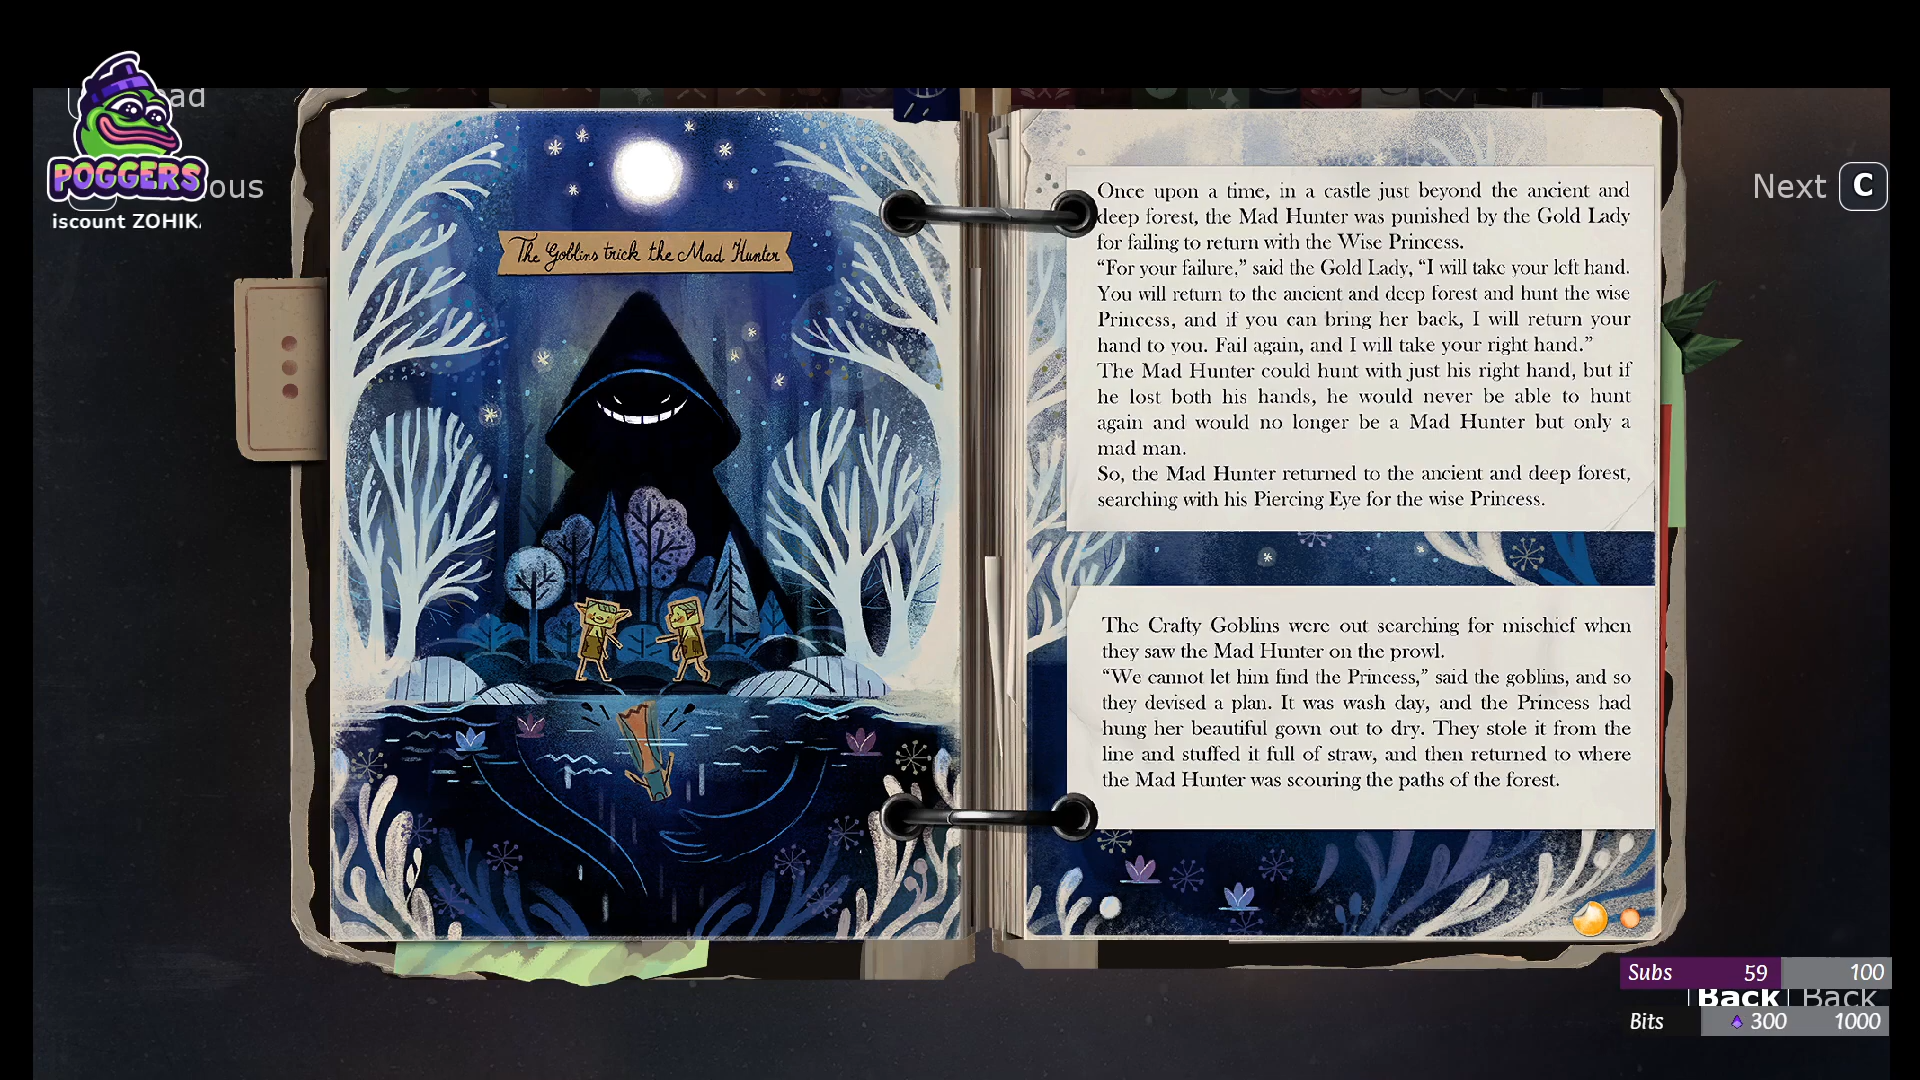 ad
POGGERS
ous
iscount ZOHIK
Next C
The Goblins trick the Mad Hunter
Once upon a time, in a castle just beyond the ancient and
deep forest, the Mad Hunter was punished by the Gold Lady
for failing to return with the Wise Princess.
“For your failure,” said the Gold Lady, “I will take your left hand.
You will return to the ancient and deep forest and hunt the wise
Princess, and if you can bring her back, I will return your
hand to you. Fail again, and I will take your right hand.”
The Mad Hunter could hunt with just his right hand, but if
he lost both his hands, he would never be able to hunt
again and would no longer be a Mad Hunter but only a
mad man.
So, the Mad Hunter returned to the ancient and deep forest,
searching with his Piercing Eye for the wise Princess.
The Crafty Goblins were out searching for mischief when
they saw the Mad Hunter on the prowl.
“We cannot let him find the Princess,” said the goblins, and so
they devised a plan. It was wash day, and the Princess had
hung her beautiful gown out to dry. They stole it from the
line and stuffed it full of straw, and then returned to where
the Mad Hunter was scouring the paths of the forest.
Subs 59 100
Back Back
Bits 300 1000